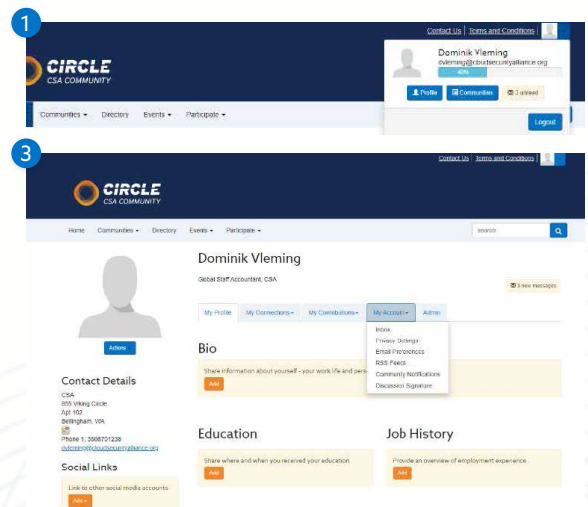 1
Contact Us | Terms and Conditions
CIRCLE
CSA COMMUNITY
Dominik Vleming
dvleming@cloudsecurityalliance.org
40%
Profile
Communities
3 unread
Logout
Communities
Directory
Events
Participate
3
Contact Us | Terms and Conditions
CIRCLE
CSA COMMUNITY
Home
Communities
Directory
Events
Participate
search
Dominik Vleming
Global Staff Accountant, CSA
3 new messages
My Profile
My Connections
My Contributions
My Account
Admin
Inbox
Privacy Settings
Email Preferences
RSS Feeds
Community Notifications
Discussion Signature
Actions
Bio
Share information about yourself - your work life and pers
Add
Contact Details
CSA
855 Viking Circle
Apt 102
Bellingham, WA
Phone 1: 3606701238
dvleming@cloudsecurityalliance.org
Education
Share where and when you received your education
Add
Job History
Provide an overview of employment experience
Add
Social Links
Link to other social media accounts
Add